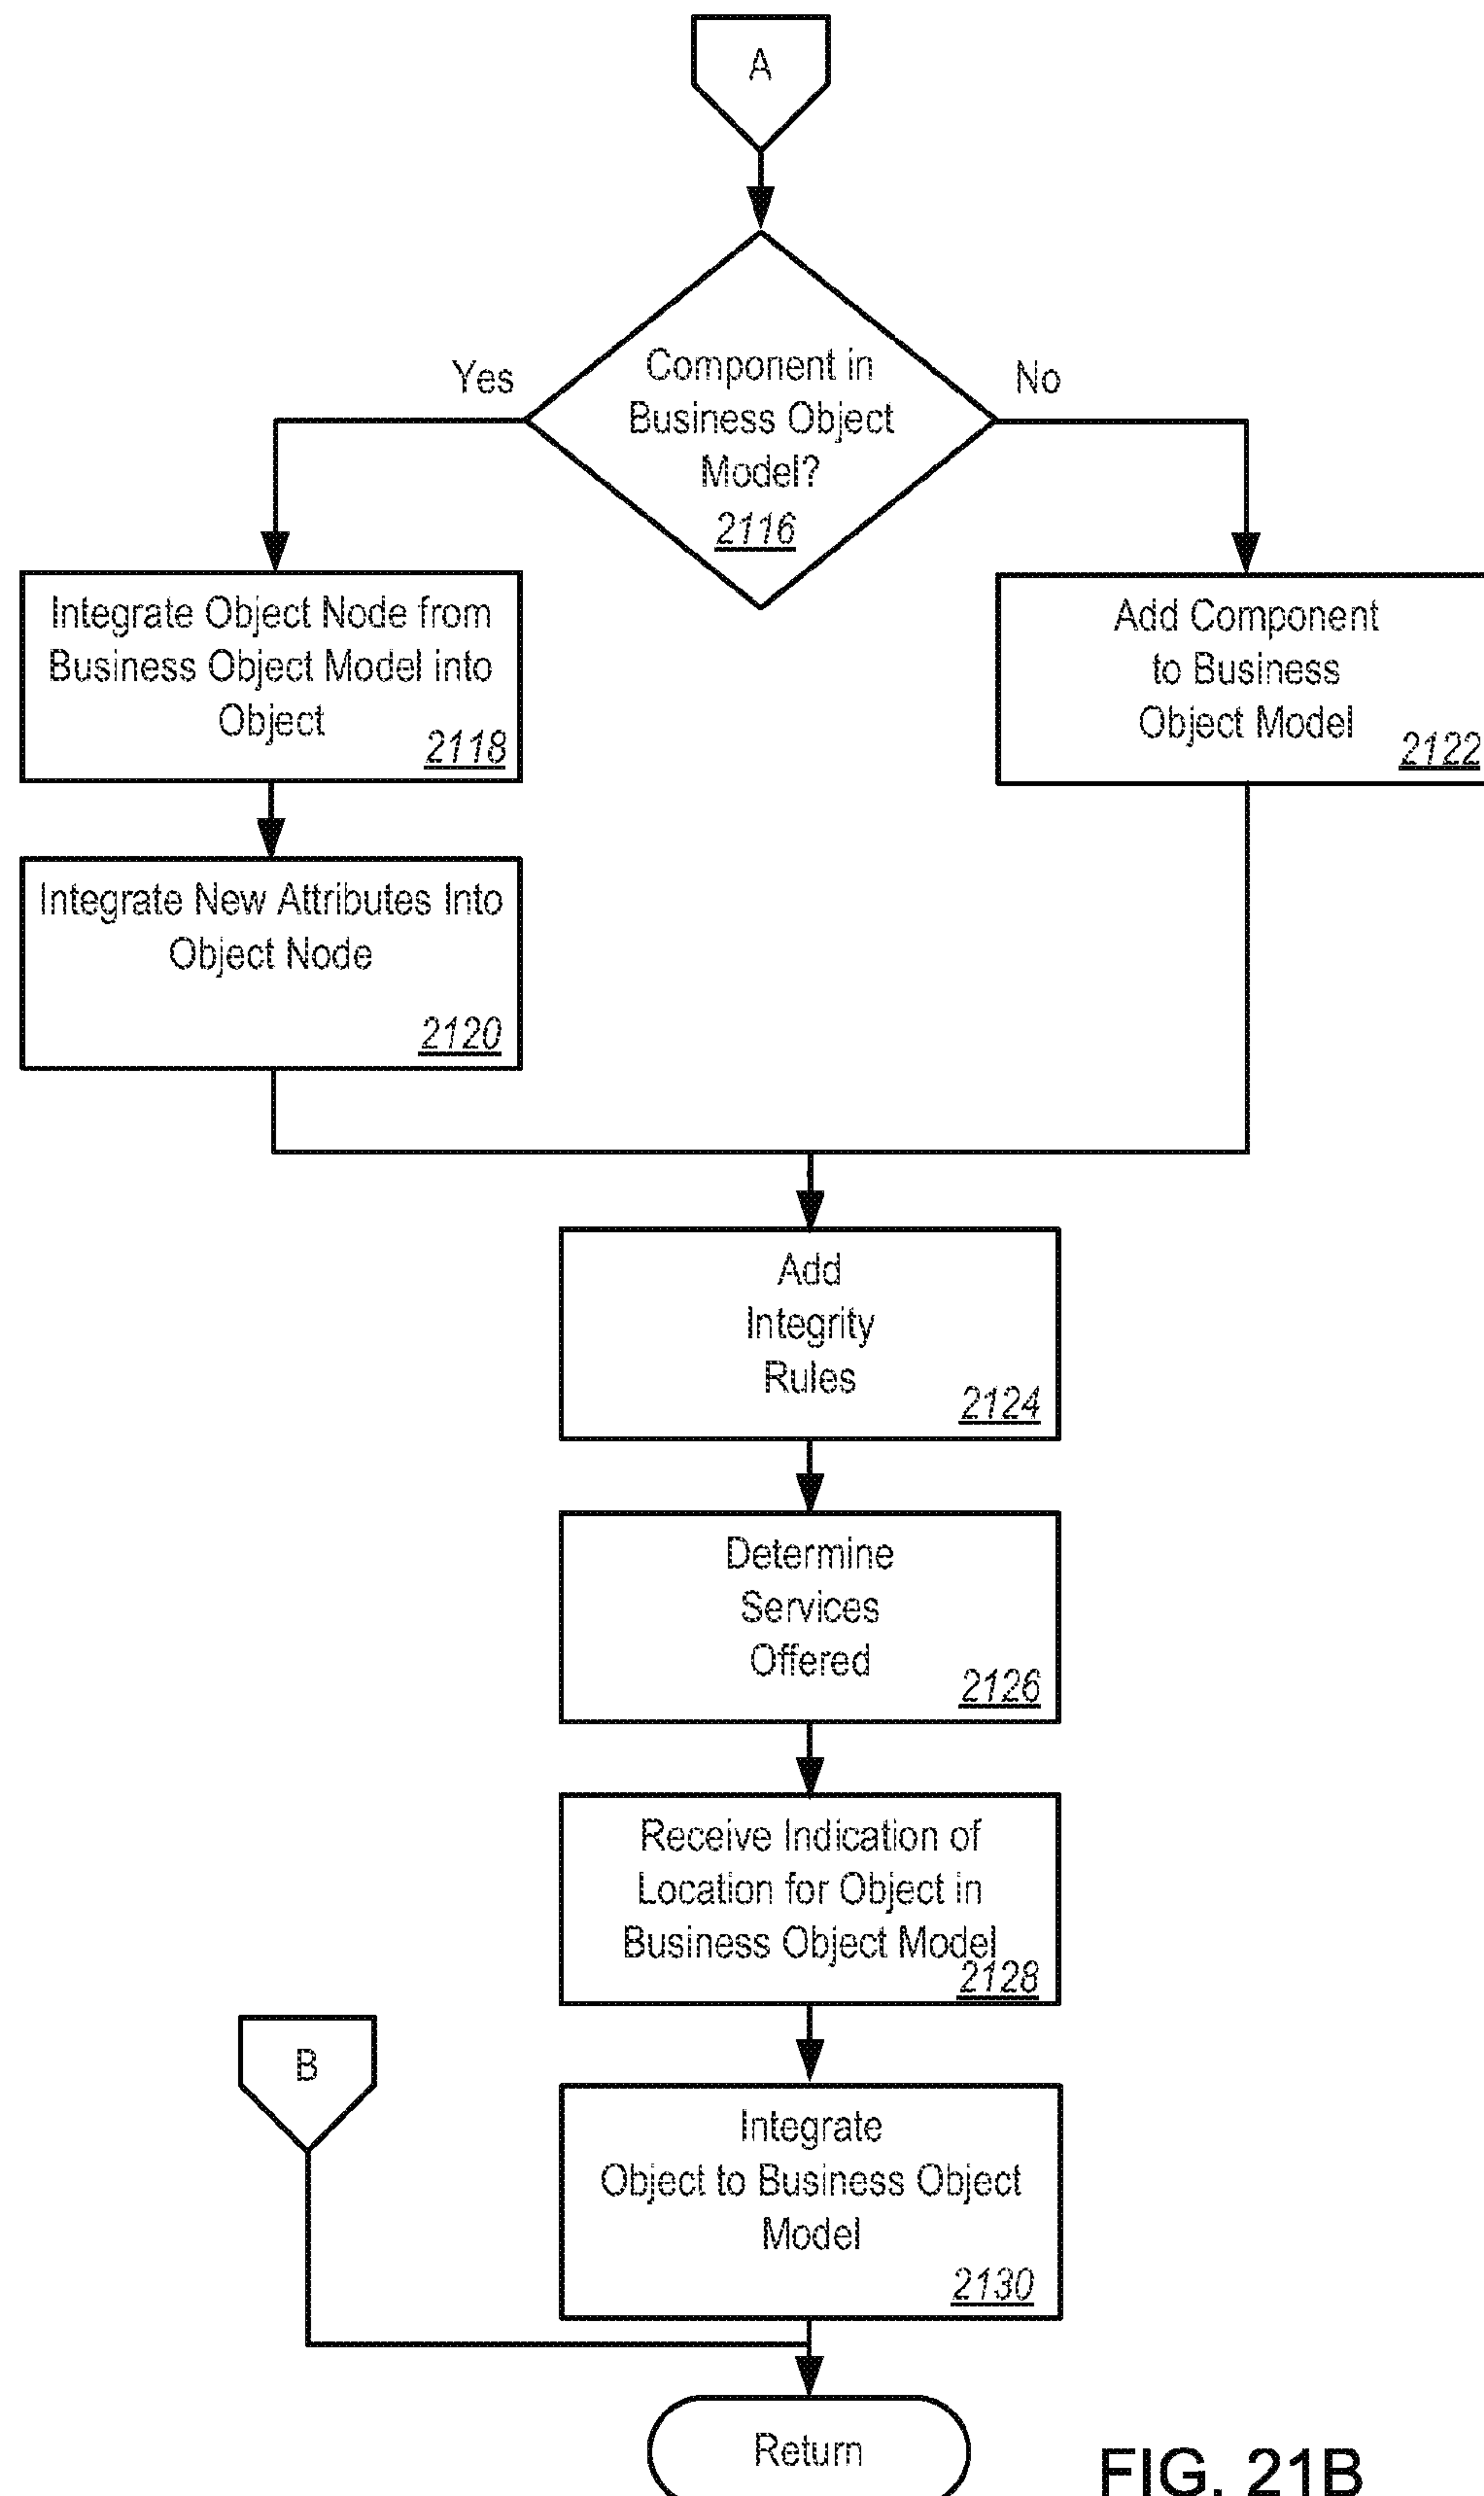 A
Yes
Component in
Business Object
Model?
2116
No
Integrate Object Node from
Business Object Model into
Object
2118
Add Component
to Business
Object Model
2122
Integrate New Attributes Into
Object Node
2120
Add
Integrity
Rules
2124
Determine
Services
Offered
2126
Receive Indication of
Location for Object in
Business Object Model
2128
B
Integrate
Object to Business Object
Model
2130
Return
FIG. 21B